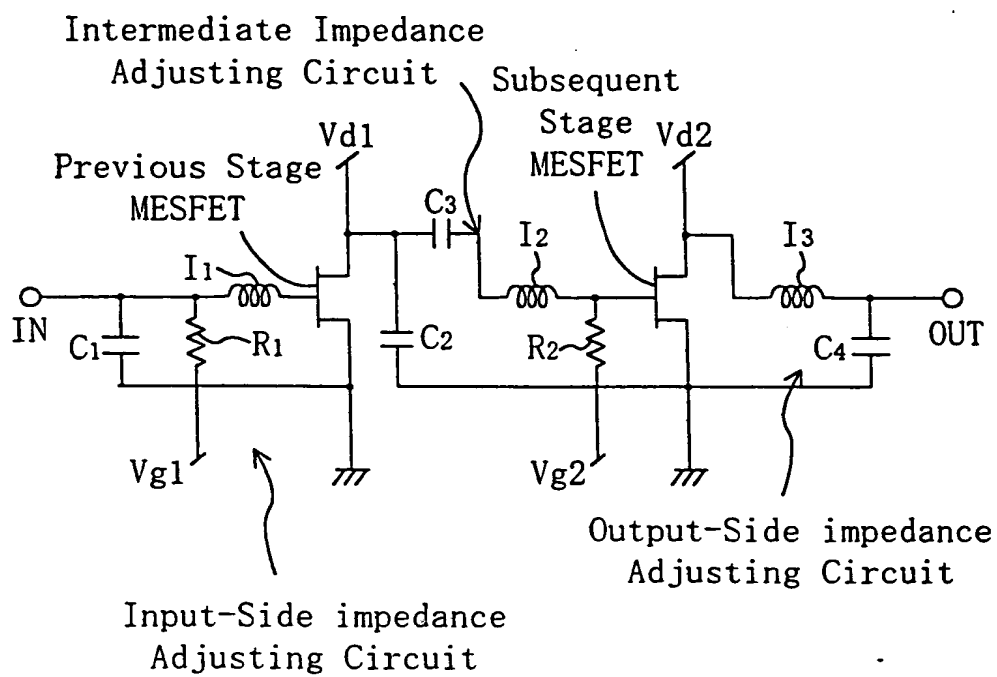 Intermediate Impedance
Adjusting Circuit
Subsequent
Stage
MESFET
Vd1
Vd2
Previous Stage
MESFET
C3
I1
I2
I3
IN
C1
R1
C2
R2
C4
OUT
Vg1
Vg2
Output-Side impedance
Adjusting Circuit
Input-Side impedance
Adjusting Circuit